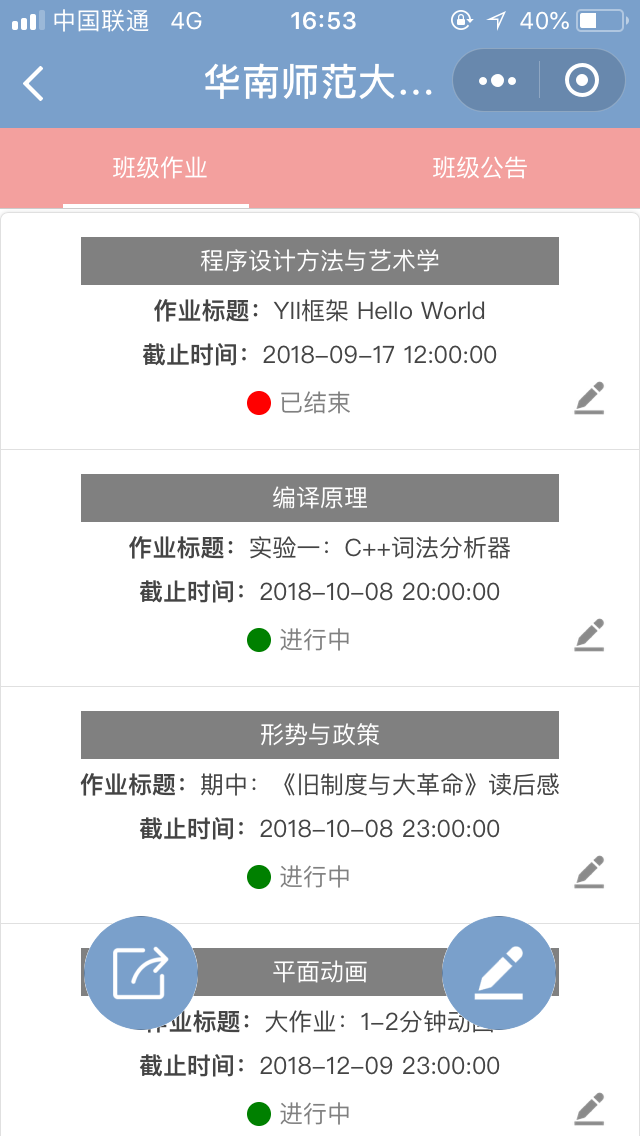 中国联通 4G 16:53 40%
华南师范大...
班级作业 班级公告
程序设计方法与艺术学
作业标题：YII框架 Hello World
截止时间：2018-09-17 12:00:00
已结束
编译原理
作业标题：实验一：C++词法分析器
截止时间：2018-10-08 20:00:00
进行中
形势与政策
作业标题：期中：《旧制度与大革命》读后感
截止时间：2018-10-08 23:00:00
进行中
平面动画
作业标题：大作业：1-2分钟动画
截止时间：2018-12-09 23:00:00
进行中